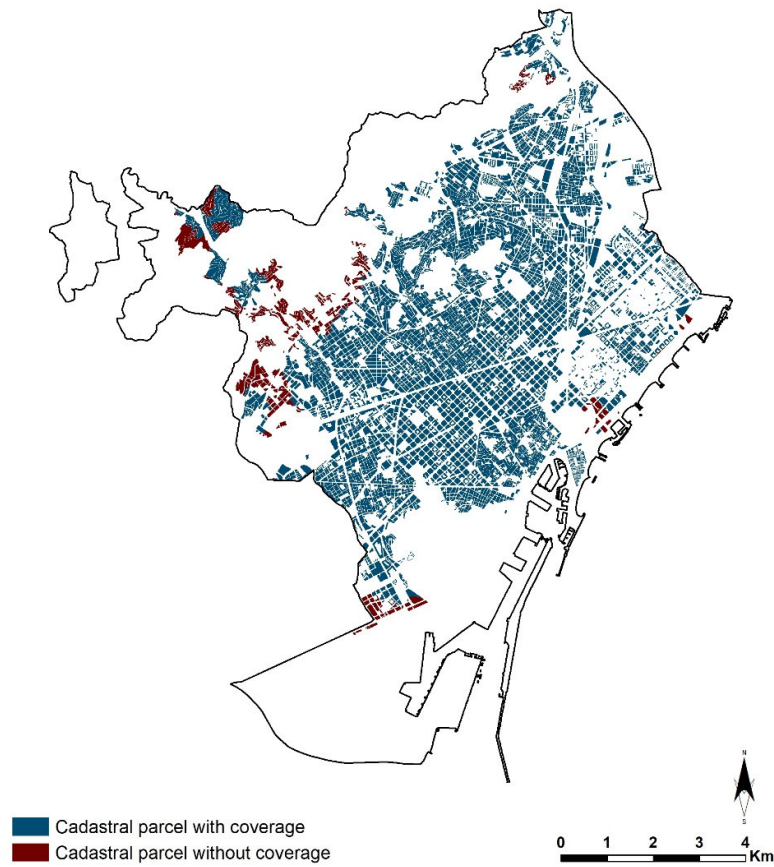 N
S
Cadastral parcel with coverage
Cadastral parcel without coverage
0 1 2 3 4
Km